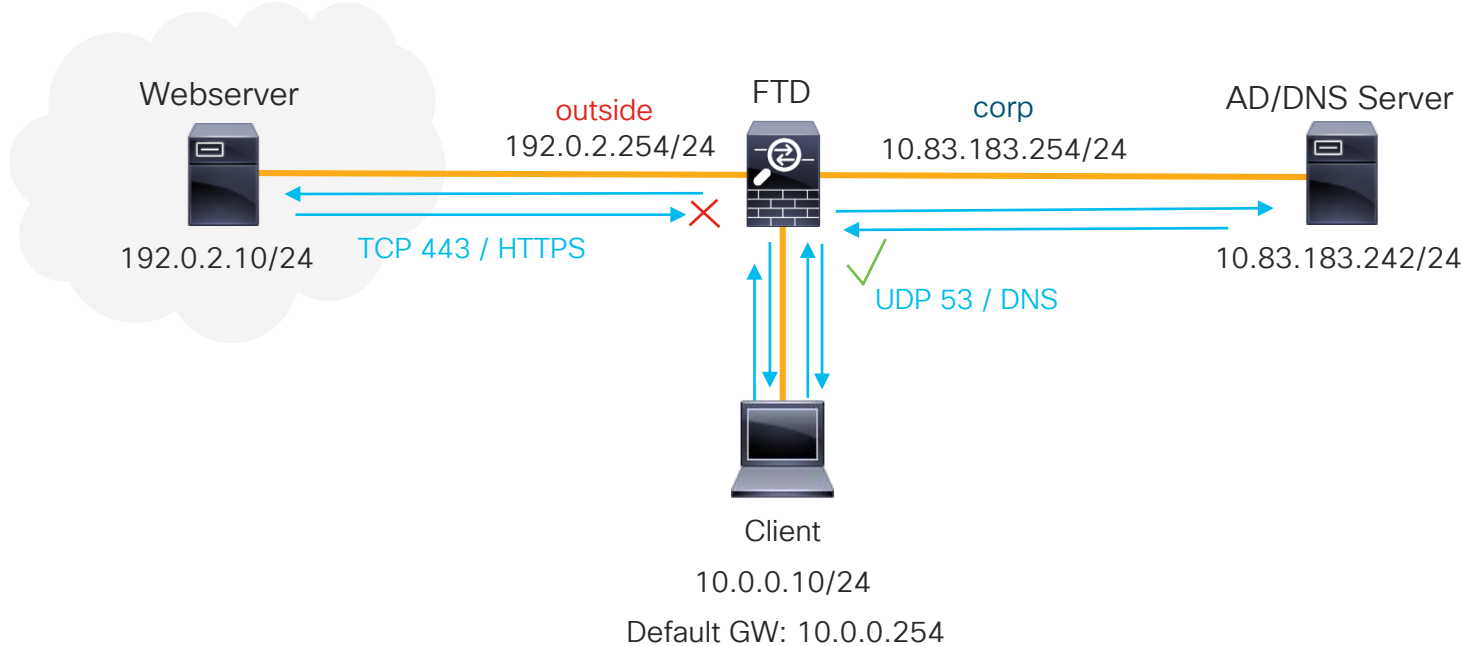 Webserver
outside
192.0.2.254/24
FTD
corp
10.83.183.254/24
AD/DNS Server
192.0.2.10/24
TCP 443 / HTTPS
UDP 53 / DNS
10.83.183.242/24
Client
10.0.0.10/24
Default GW: 10.0.0.254